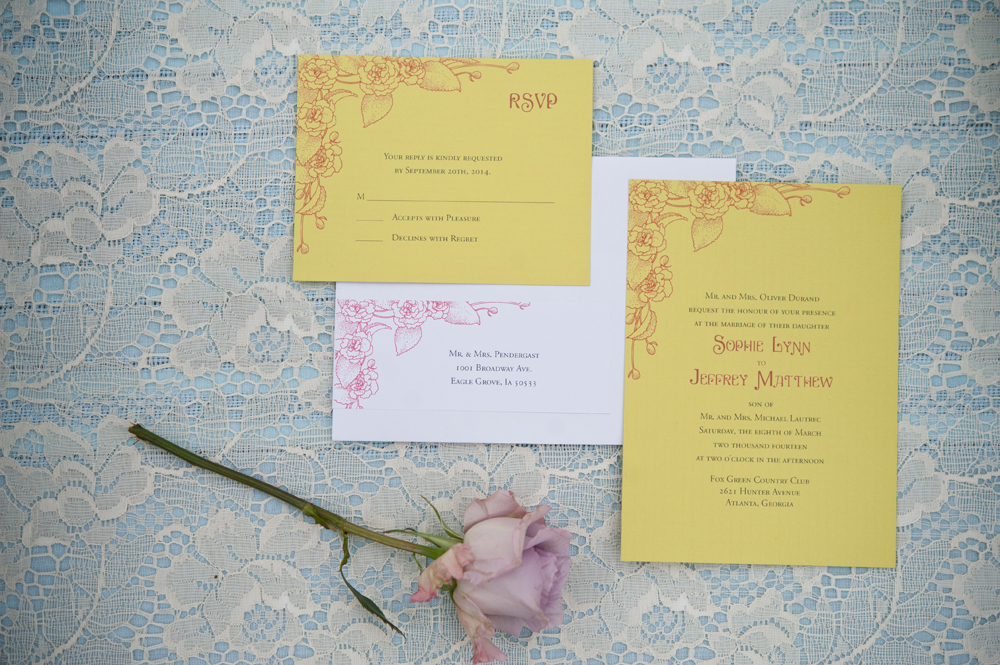 RSVP
Your reply is kindly requested
by September 20th, 2014.
M
Accepts with Pleasure
Declines with Regret
Mr. & Mrs. Pendergast
1001 Broadway Ave.
Eagle Grove, IA 50533
Mr. and Mrs. Oliver Durand
request the honour of your presence
at the marriage of their daughter
Sophie Lynn
to
Jeffrey Matthew
son of
Mr. and Mrs. Michael Lautrec
Saturday, the eighth of March
two thousand fourteen
at two o'clock in the afternoon
Fox Green Country Club
2621 Hunter Avenue
Atlanta, Georgia